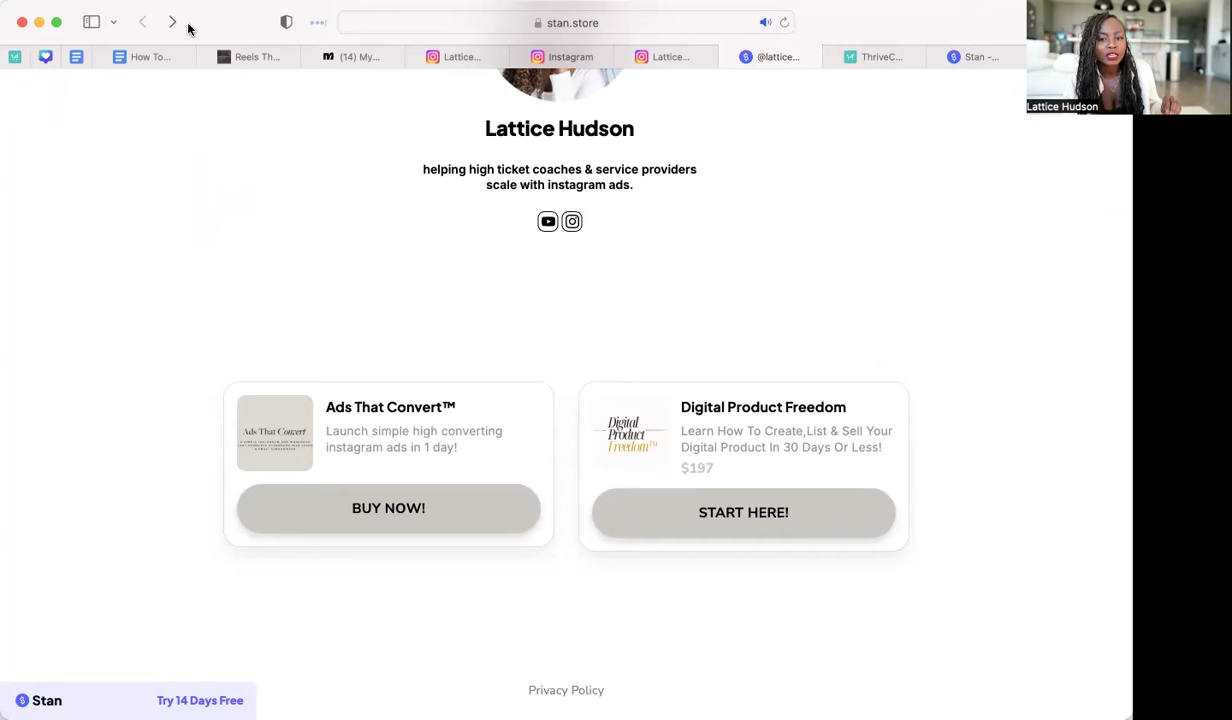 stan.store
How To...
Reels Th...
(14) My...
Lattice...
Instagram
Lattice...
@lattice...
ThriveC...
Stan -...
Lattice Hudson
Lattice Hudson
helping high ticket coaches & service providers
scale with instagram ads.
Ads That Convert
Ads That Convert™
Launch simple high converting
instagram ads in 1 day!
BUY NOW!
Digital
Product
Freedom™
Digital Product Freedom
Learn How To Create,List & Sell Your
Digital Product In 30 Days Or Less!
$197
START HERE!
Privacy Policy
Stan
Try 14 Days Free